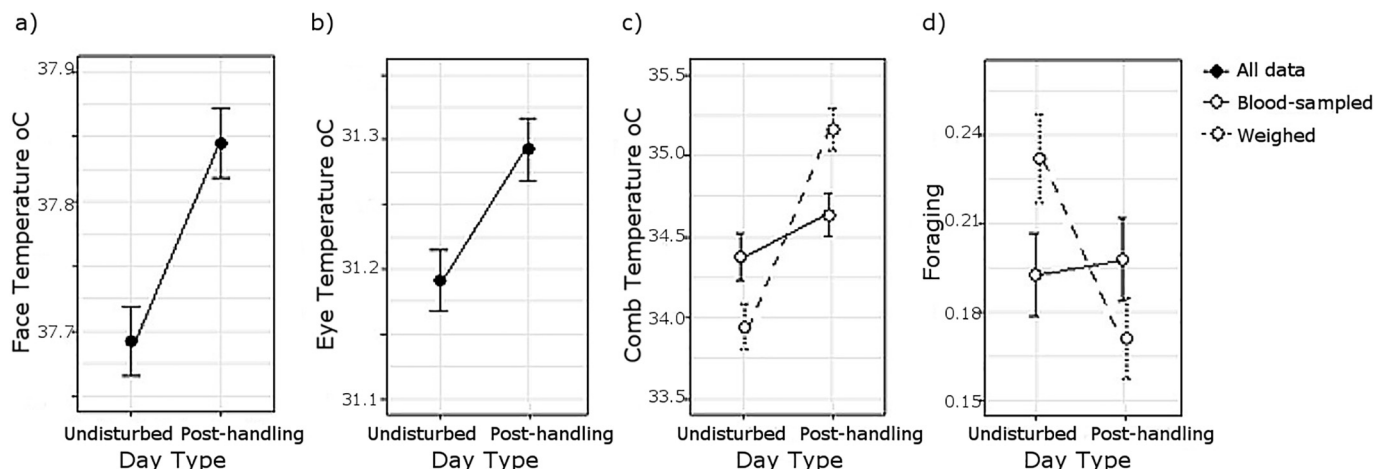 a)
Face Temperature oC
37.9
37.8
37.7
Undisturbed Post-handling
Day Type
b)
Eye Temperature oC
31.3
31.2
31.1
Undisturbed Post-handling
Day Type
c)
Comb Temperature oC
35.5
35.0
34.5
34.0
33.5
Undisturbed Post-handling
Day Type
d)
Foraging
0.24
0.21
0.18
0.15
Undisturbed Post-handling
Day Type
All data
Blood-sampled
Weighed